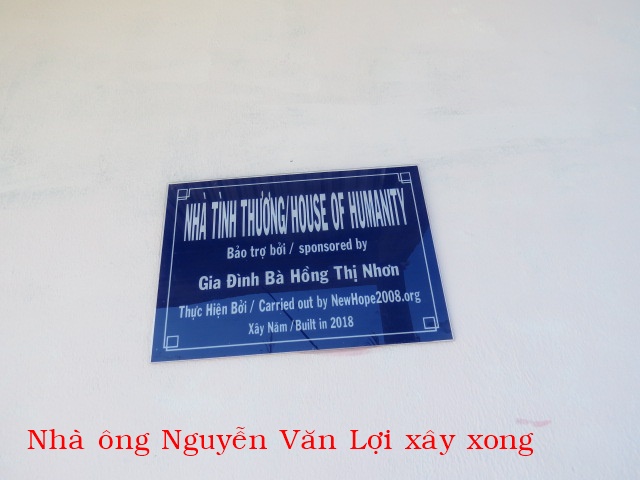 NHÀ TÌNH THƯƠNG/HOUSE OF HUMANITY
Bảo trợ bởi / sponsored by
Gia Đình Bà Hồng Thị Nhơn
Thực Hiện Bởi / Carried out by NewHope2008.org
Xây Năm /Built in 2018
Nhà ông Nguyễn Văn Lợi xây xong